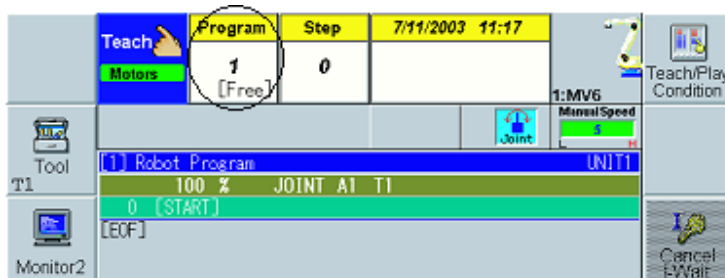 Teach
Motors
Program
1
[Free]
Step
0
7/11/2003 11:17
1:MV6
Teach/Play
Condition
Tool
T1
Joint
Manual Speed
5
L H
[1] Robot Program UNIT1
100 % JOINT A1 T1
0 [START]
[EOF]
Monitor2
Cancel
I-Wait